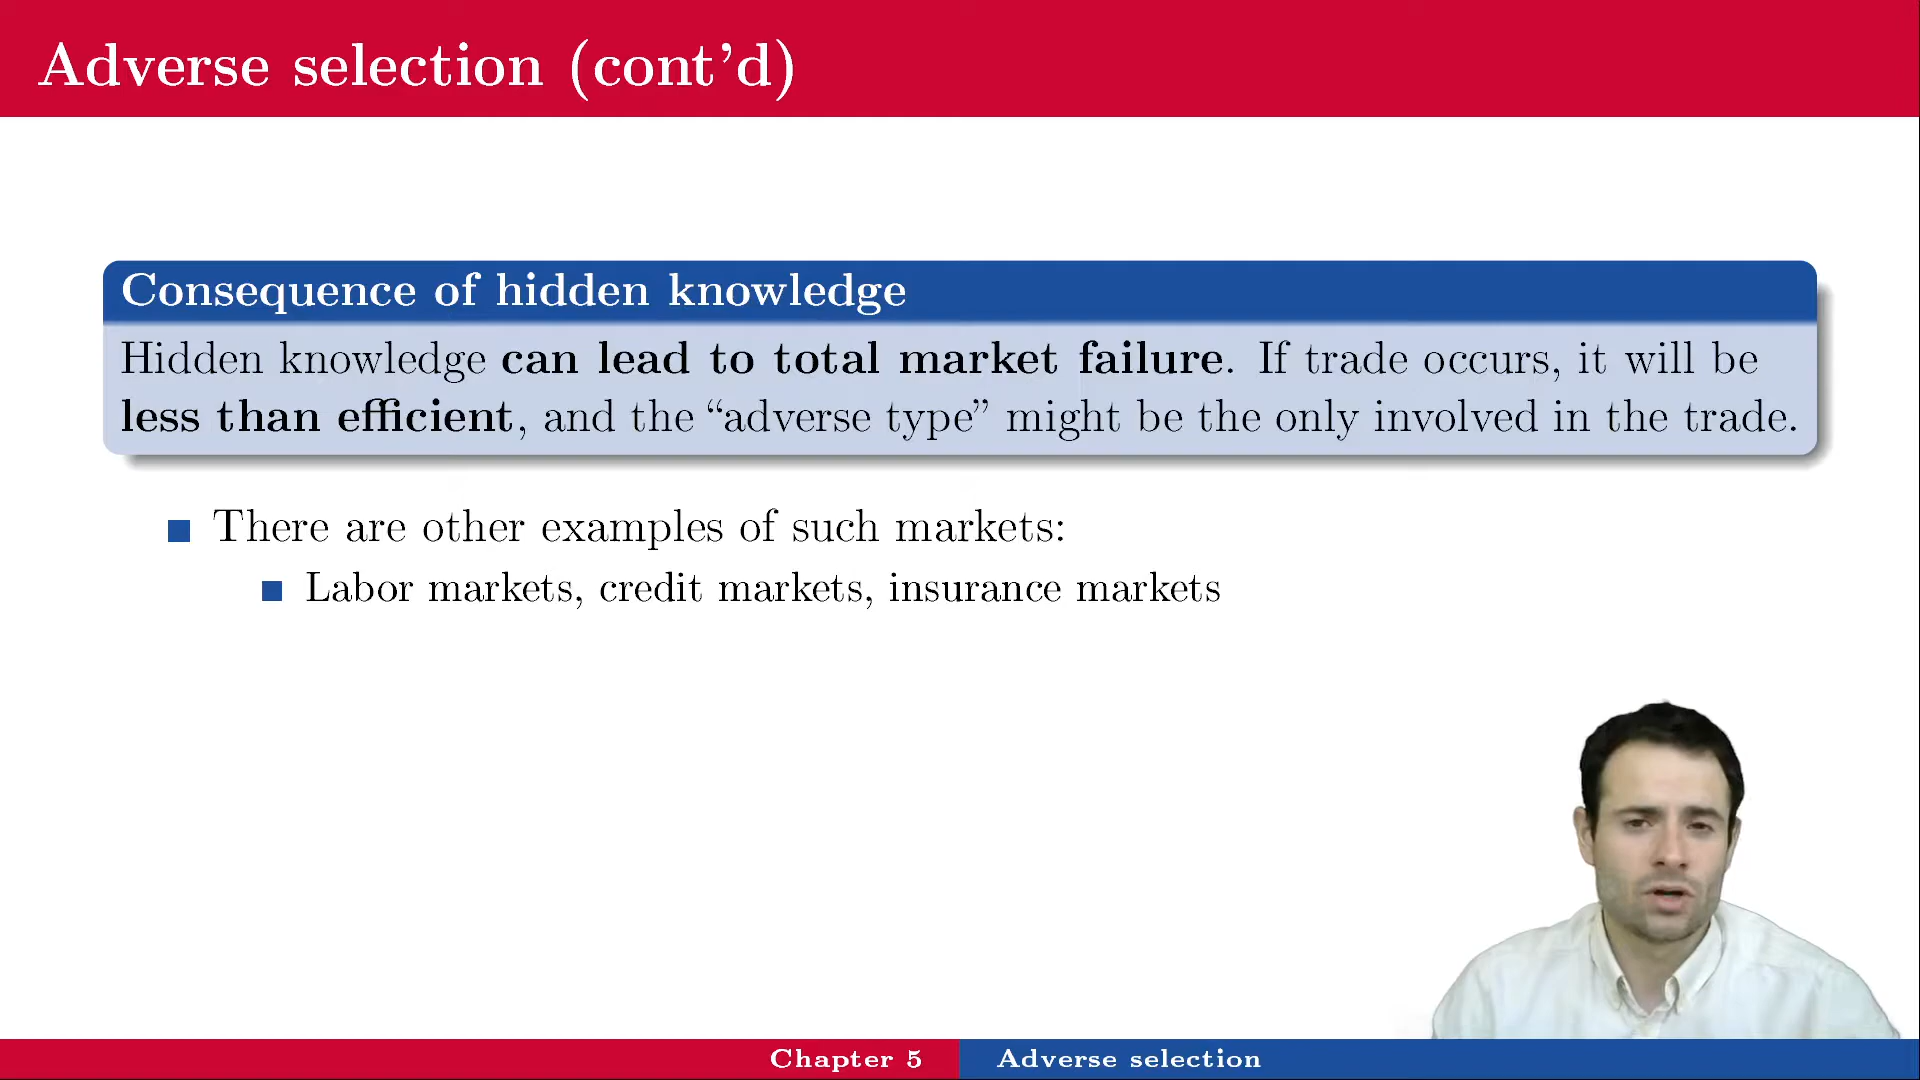 Adverse selection (cont’d)
Consequence of hidden knowledge
Hidden knowledge can lead to total market failure. If trade occurs, it will be
less than efficient, and the “adverse type” might be the only involved in the trade.
There are other examples of such markets:
Labor markets, credit markets, insurance markets
Chapter 5
Adverse selection